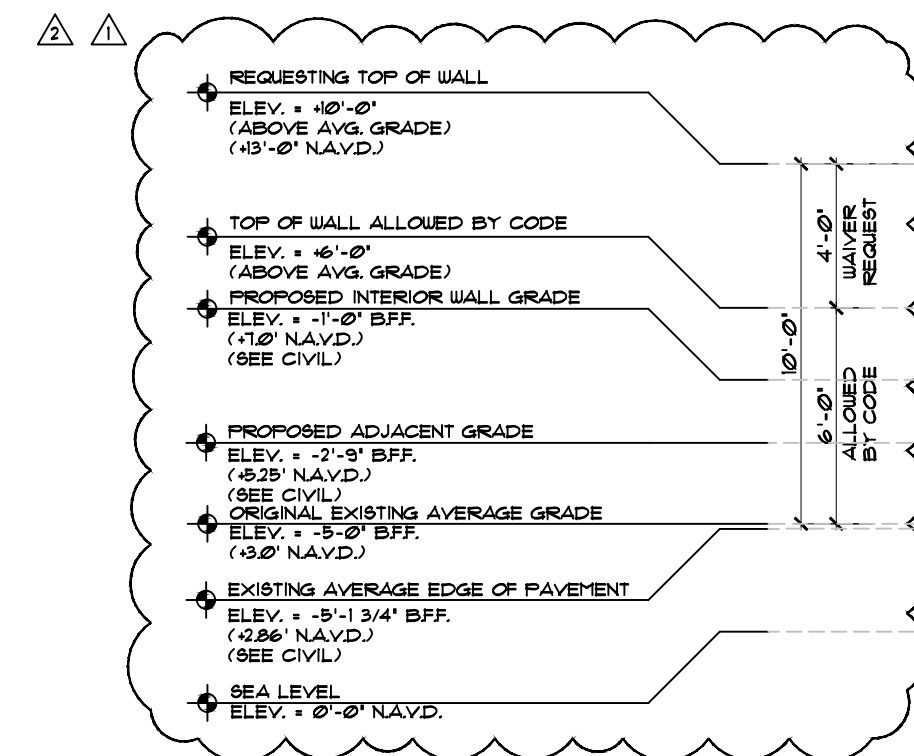 2 1
REQUESTING TOP OF WALL
ELEV. = +10'-0"
(ABOVE AVG. GRADE)
(+13'-0" N.A.V.D.)
TOP OF WALL ALLOWED BY CODE
ELEV. = +6'-0"
(ABOVE AVG. GRADE)
PROPOSED INTERIOR WALL GRADE
ELEV. = -1'-0" B.F.F.
(+7.0' N.A.V.D.)
(SEE CIVIL)
PROPOSED ADJACENT GRADE
ELEV. = -2'-9" B.F.F.
(+5.25' N.A.V.D.)
(SEE CIVIL)
ORIGINAL EXISTING AVERAGE GRADE
ELEV. = -5-0" B.F.F.
(+3.0' N.A.V.D.)
EXISTING AVERAGE EDGE OF PAVEMENT
ELEV. = -5'-1 3/4" B.F.F.
(+2.86' N.A.V.D.)
(SEE CIVIL)
SEA LEVEL
ELEV. = 0'-0" N.A.V.D.
10'-0"
4'-0"
WAIVER
REQUEST
6'-0"
ALLOWED
BY CODE